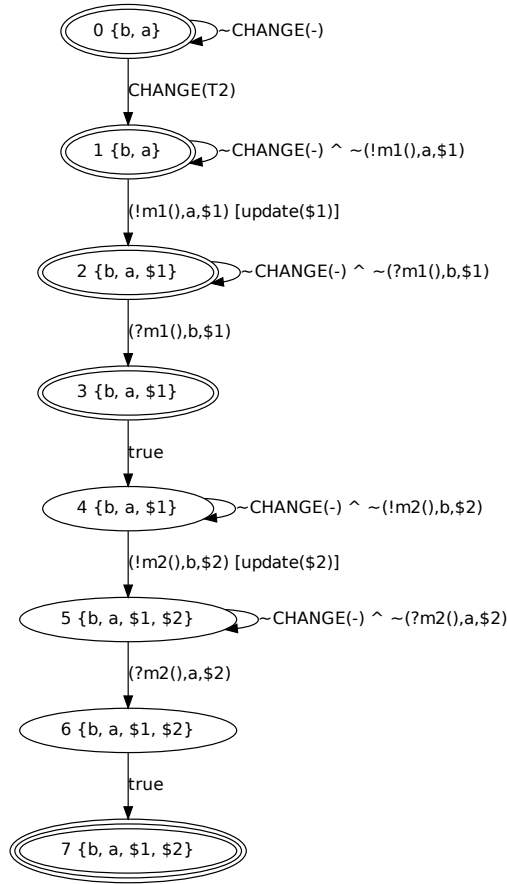 0 {b, a}
~CHANGE(-)
CHANGE(T2)
1 {b, a}
~CHANGE(-) ^ ~(!m1(),a,$1)
(!m1(),a,$1) [update($1)]
2 {b, a, $1}
~CHANGE(-) ^ ~(?m1(),b,$1)
(?m1(),b,$1)
3 {b, a, $1}
true
4 {b, a, $1}
~CHANGE(-) ^ ~(!m2(),b,$2)
(!m2(),b,$2) [update($2)]
5 {b, a, $1, $2}
~CHANGE(-) ^ ~(?m2(),a,$2)
(?m2(),a,$2)
6 {b, a, $1, $2}
true
7 {b, a, $1, $2}